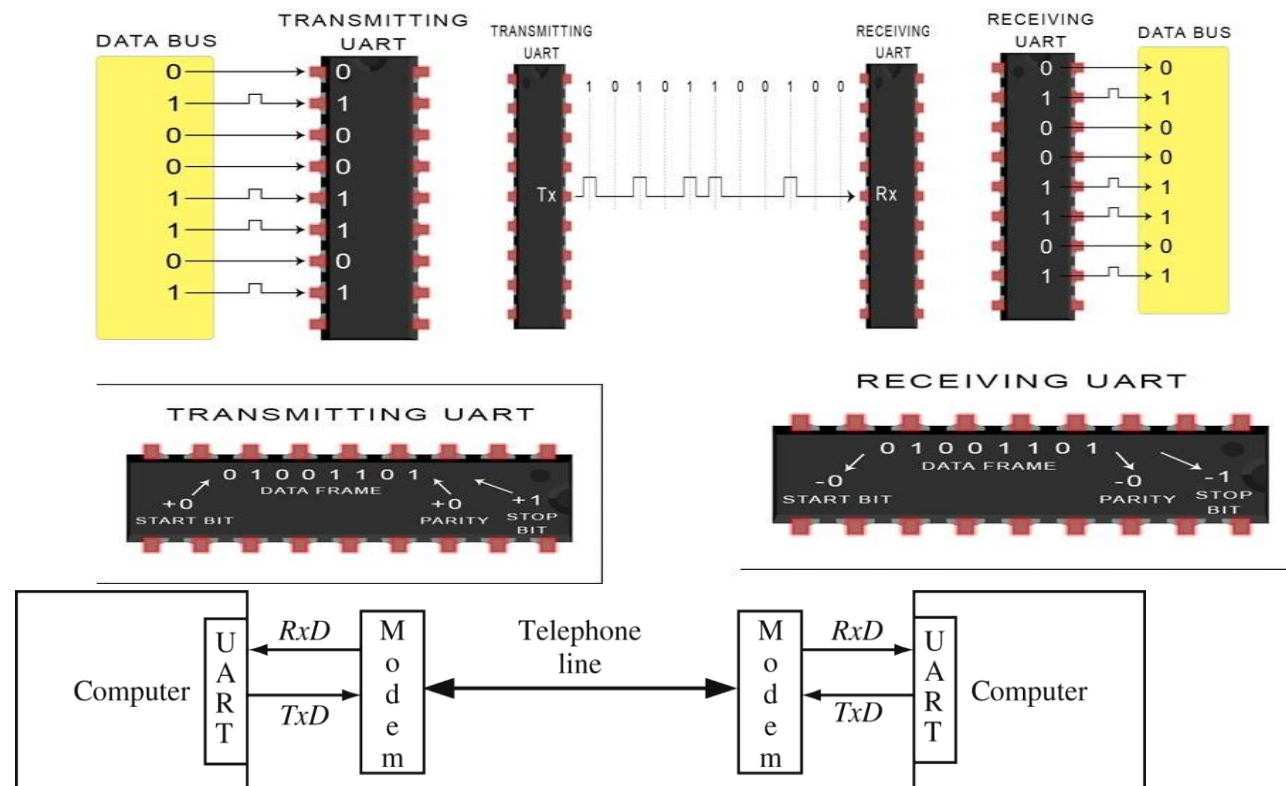 DATA BUS
0
1
0
0
1
1
0
1
TRANSMITTING
UART
0
1
0
0
1
1
0
1
TRANSMITTING
UART
Tx
1 0 1 0 1 1 0 0 1 0 0
RECEIVING
UART
Rx
RECEIVING
UART
0
1
0
0
1
1
0
1
DATA BUS
0
1
0
0
1
1
0
1
TRANSMITTING UART
0 1 0 0 1 1 0 1
DATA FRAME
+0
START BIT
+0
PARITY
+1
STOP
BIT
RECEIVING UART
0 1 0 0 1 1 0 1
DATA FRAME
-0
START BIT
-0
PARITY
-1
STOP
BIT
Computer
UART
RxD
TxD
Modem
Telephone
line
Modem
RxD
TxD
UART
Computer